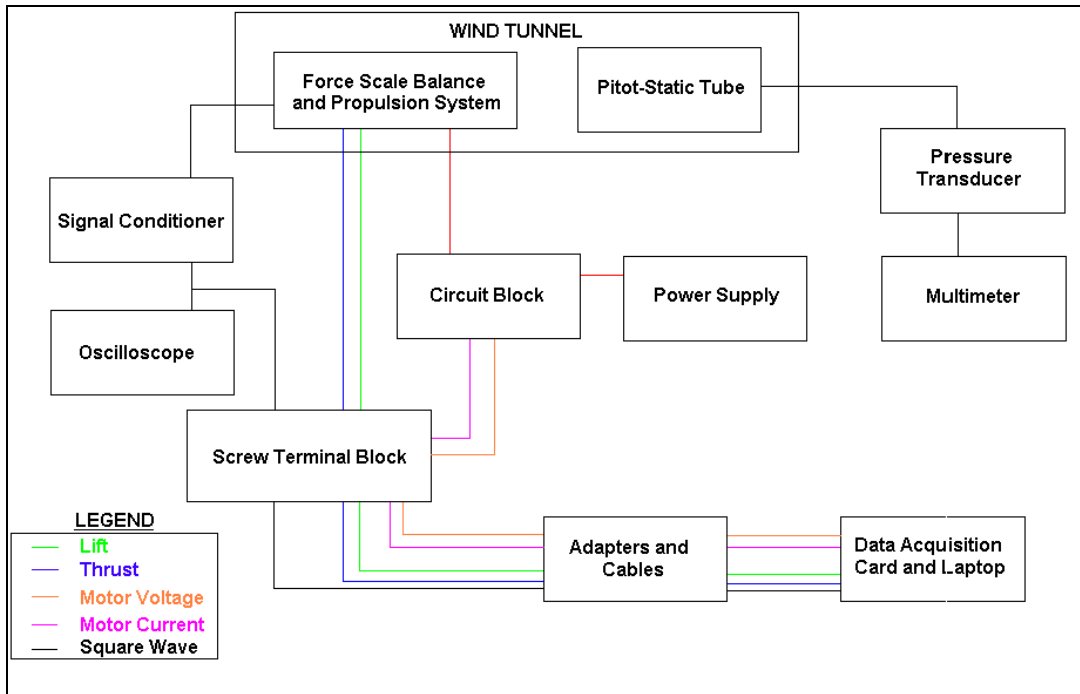 WIND TUNNEL
Force Scale Balance
and Propulsion System
Pitot-Static Tube
Pressure
Transducer
Signal Conditioner
Circuit Block
Power Supply
Multimeter
Oscilloscope
Screw Terminal Block
LEGEND
Lift
Thrust
Motor Voltage
Motor Current
Square Wave
Adapters and
Cables
Data Acquisition
Card and Laptop